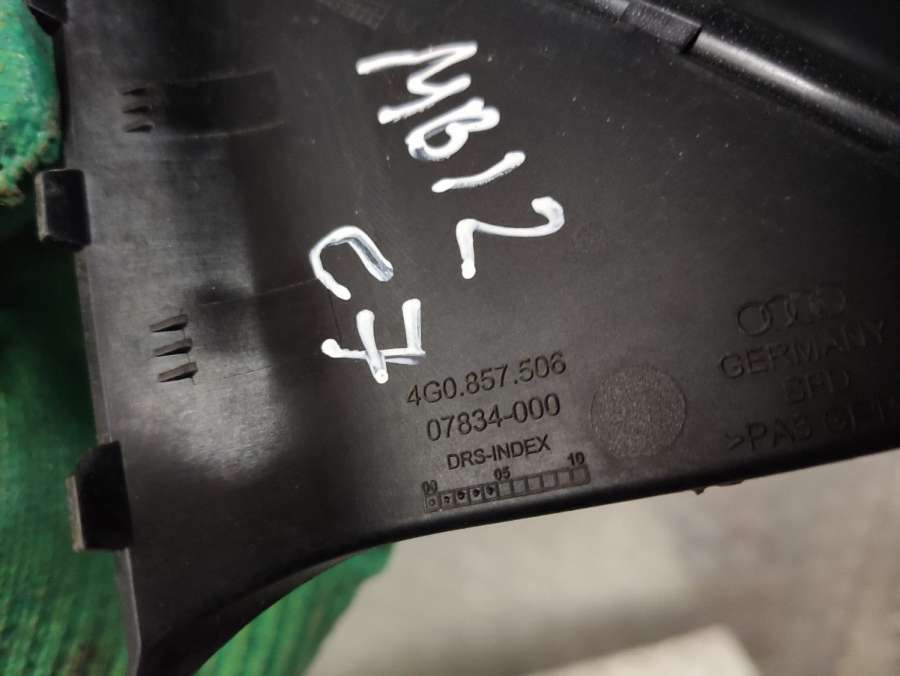 MB12
C7
4G0.857.506
07834-000
DRS-INDEX
00 05 10
GERMANY